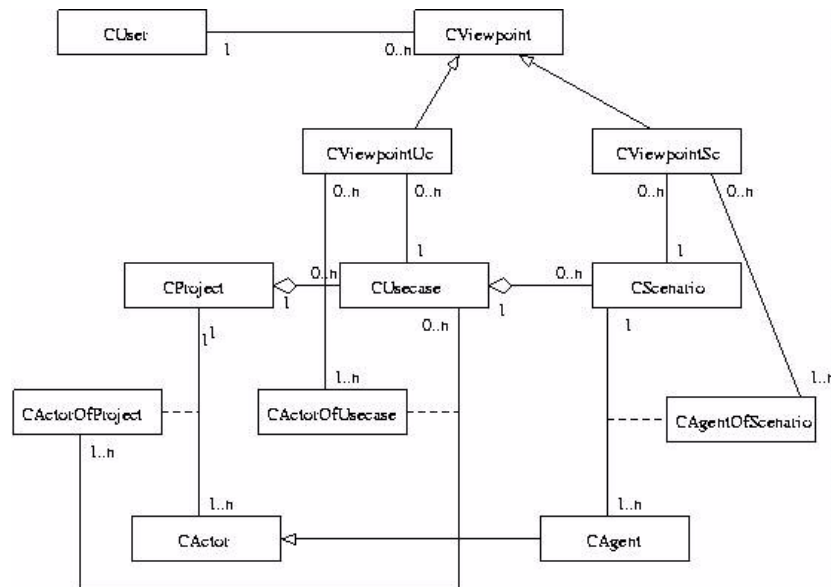 CUser
1
0..n
CViewpoint
CViewpointUc
CViewpointSc
0..n
0..n
0..n
0..n
1
1
CProject
1
0..n
CUsecase
1
0..n
CScenario
1
1
0..n
1
1..n
1..n
CActorOfProject
CActorOfUsecase
CAgentOfScenario
1..n
1..n
1..n
CActor
CAgent